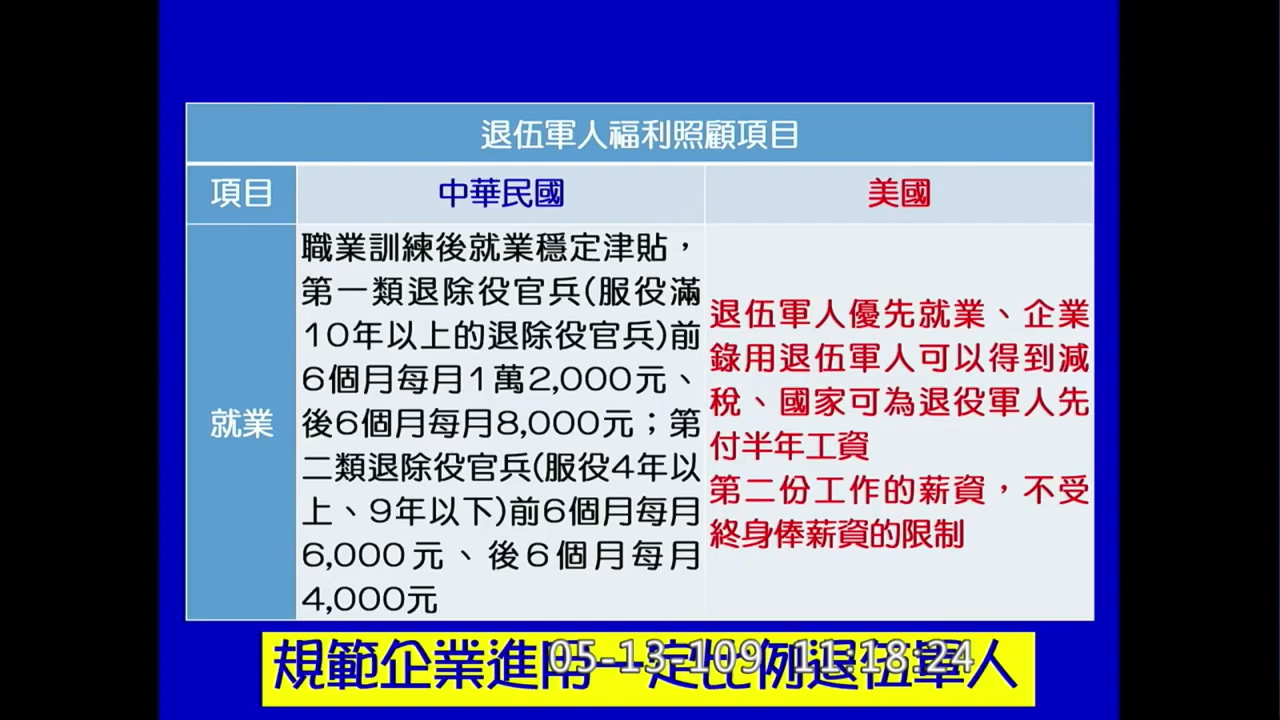 退伍軍人福利照顧項目
項目
中華民國
美國
就業
職業訓練後就業穩定津貼，
第一類退除役官兵(服役滿
10年以上的退除役官兵)前
6個月每月1萬2,000元、
後6個月每月8,000元；第
二類退除役官兵(服役4年以
上、9年以下)前6個月每月
6,000元、後6個月每月
4,000元
退伍軍人優先就業、企業
錄用退伍軍人可以得到減
稅、國家可為退役軍人先
付半年工資
第二份工作的薪資，不受
終身俸薪資的限制
規範企業進用一定比例退伍軍人
05-13-109 11:18:24